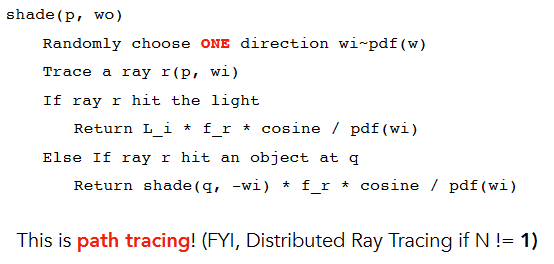 shade(p, wo)
Randomly choose ONE direction wi~pdf(w)
Trace a ray r(p, wi)
If ray r hit the light
Return L_i * f_r * cosine / pdf(wi)
Else If ray r hit an object at q
Return shade(q, -wi) * f_r * cosine / pdf(wi)
This is path tracing! (FYI, Distributed Ray Tracing if N != 1)